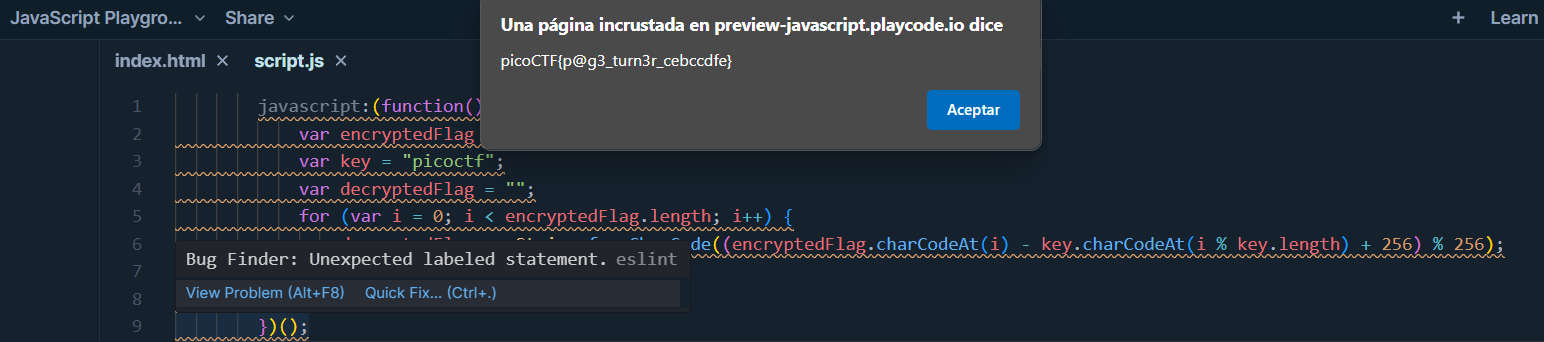 JavaScript Playgro... Share + Learn
Una página incrustada en preview-javascript.playcode.io dice
picoCTF{p@g3_turn3r_cebccdfe}
Aceptar
index.html × script.js ×
1 javascript:(function()
2 var encryptedFlag
3 var key = "picoctf";
4 var decryptedFlag = "";
5 for (var i = 0; i < encryptedFlag.length; i++) {
6 ((encryptedFlag.charCodeAt(i) - key.charCodeAt(i % key.length) + 256) % 256);
Bug Finder: Unexpected labeled statement. eslint
7
View Problem (Alt+F8) Quick Fix... (Ctrl+.)
8
9 })();